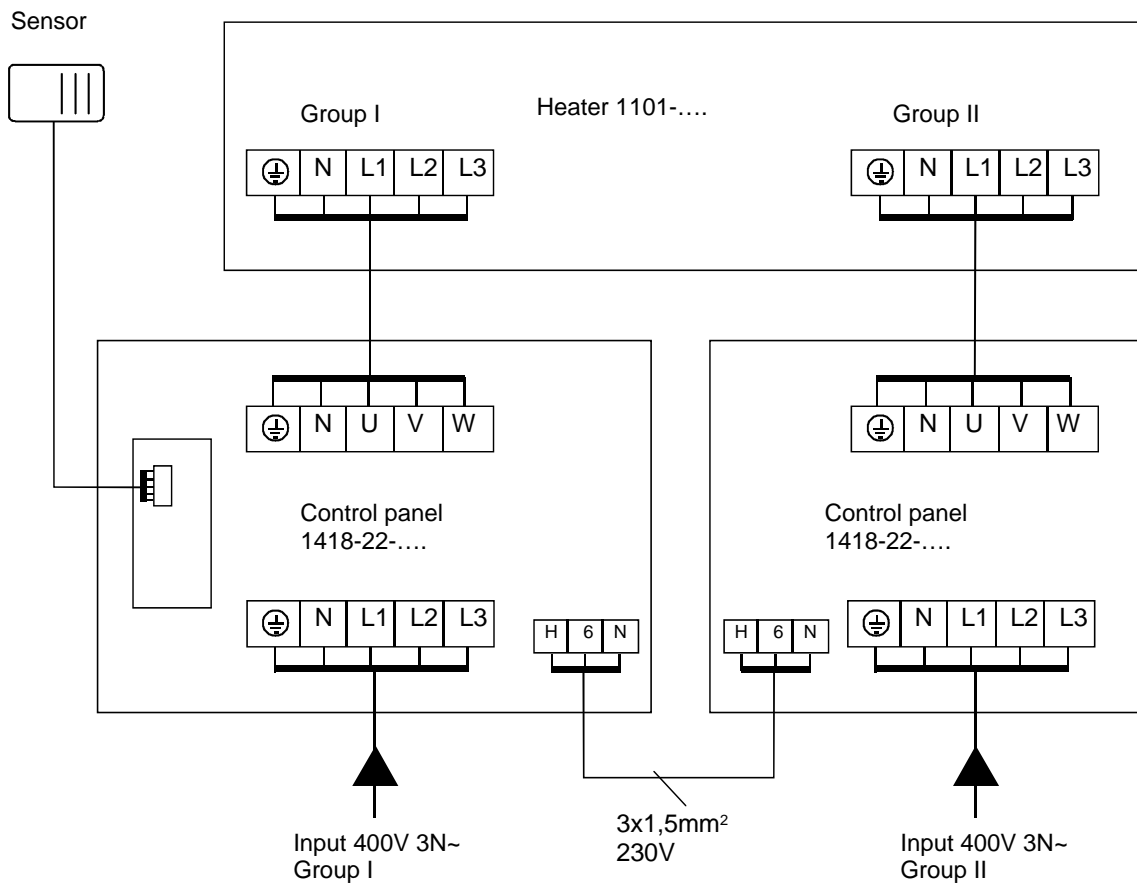 Sensor
Group I
Heater 1101-….
Group II
N L1 L2 L3
N L1 L2 L3
N U V W
N U V W
Control panel
1418-22-….
Control panel
1418-22-….
N L1 L2 L3
H 6 N
H 6 N
N L1 L2 L3
3x1,5mm²
230V
Input 400V 3N~
Group I
Input 400V 3N~
Group II